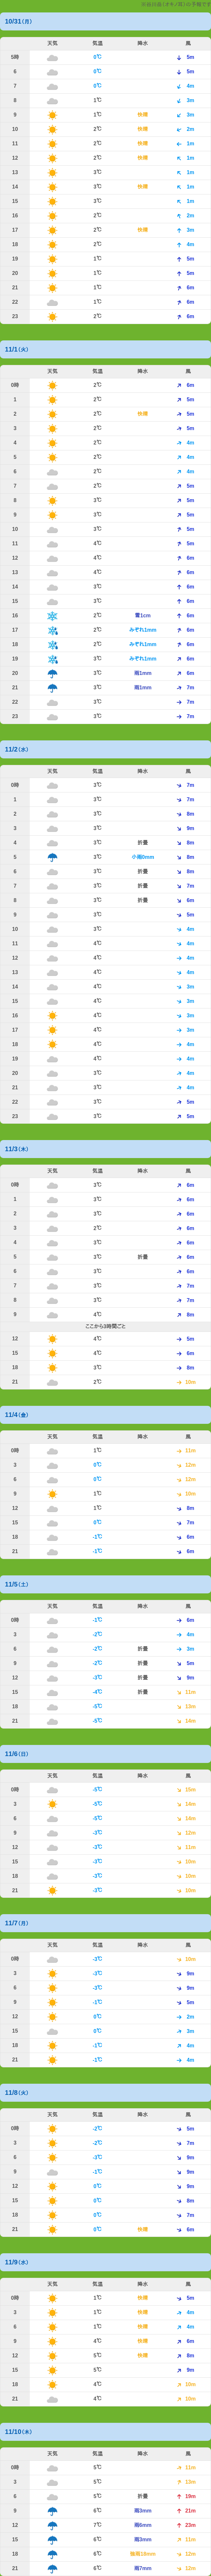 10/31（月）
天気 気温 降水 風
5時 0℃ 5m
6 0℃ 5m
7 0℃ 4m
8 1℃ 3m
9 1℃ 快晴 3m
10 2℃ 快晴 2m
11 2℃ 快晴 1m
12 2℃ 快晴 1m
13 3℃ 1m
14 3℃ 快晴 1m
15 3℃ 1m
16 2℃ 2m
17 2℃ 快晴 3m
18 2℃ 4m
19 1℃ 5m
20 1℃ 5m
21 1℃ 6m
22 1℃ 6m
23 2℃ 6m
11/1（火）
天気 気温 降水 風
0時 2℃ 6m
1 2℃ 5m
2 2℃ 快晴 5m
3 2℃ 5m
4 2℃ 4m
5 2℃ 4m
6 2℃ 4m
7 2℃ 5m
8 3℃ 5m
9 3℃ 5m
10 3℃ 5m
11 4℃ 5m
12 4℃ 6m
13 4℃ 6m
14 3℃ 6m
15 3℃ 6m
16 2℃ 雪1cm 6m
17 2℃ みぞれ1mm 6m
18 2℃ みぞれ1mm 6m
19 3℃ みぞれ1mm 6m
20 3℃ 雨1mm 6m
21 3℃ 雨1mm 7m
22 3℃ 7m
23 3℃ 7m
11/2（水）
天気 気温 降水 風
0時 3℃ 7m
1 3℃ 7m
2 3℃ 8m
3 3℃ 9m
4 3℃ 折曇 8m
5 3℃ 小雨0mm 8m
6 3℃ 折曇 8m
7 3℃ 折曇 7m
8 3℃ 折曇 6m
9 3℃ 5m
10 3℃ 4m
11 4℃ 4m
12 4℃ 4m
13 4℃ 4m
14 4℃ 3m
15 4℃ 3m
16 4℃ 3m
17 4℃ 3m
18 4℃ 4m
19 4℃ 4m
20 3℃ 4m
21 3℃ 4m
22 3℃ 5m
23 3℃ 5m
11/3（木）
天気 気温 降水 風
0時 3℃ 6m
1 3℃ 6m
2 3℃ 6m
3 2℃ 6m
4 3℃ 6m
5 3℃ 折曇 6m
6 3℃ 6m
7 3℃ 7m
8 3℃ 7m
9 4℃ 8m
ここから3時間ごと
12 4℃ 5m
15 4℃ 6m
18 3℃ 8m
21 2℃ 10m
11/4（金）
天気 気温 降水 風
0時 1℃ 11m
3 0℃ 12m
6 0℃ 12m
9 1℃ 10m
12 1℃ 8m
15 0℃ 7m
18 -1℃ 6m
21 -1℃ 6m
11/5（土）
天気 気温 降水 風
0時 -1℃ 6m
3 -2℃ 4m
6 -2℃ 折曇 3m
9 -2℃ 折曇 5m
12 -3℃ 折曇 9m
15 -4℃ 折曇 11m
18 -5℃ 13m
21 -5℃ 14m
11/6（日）
天気 気温 降水 風
0時 -5℃ 15m
3 -5℃ 14m
6 -5℃ 14m
9 -3℃ 12m
12 -3℃ 11m
15 -3℃ 10m
18 -3℃ 10m
21 -3℃ 10m
11/7（月）
天気 気温 降水 風
0時 -3℃ 10m
3 -3℃ 9m
6 -3℃ 9m
9 -1℃ 5m
12 0℃ 2m
15 0℃ 3m
18 -1℃ 4m
21 -1℃ 4m
11/8（火）
天気 気温 降水 風
0時 -2℃ 5m
3 -2℃ 7m
6 -3℃ 9m
9 -1℃ 9m
12 0℃ 9m
15 0℃ 8m
18 0℃ 7m
21 0℃ 快晴 6m
11/9（水）
天気 気温 降水 風
0時 1℃ 快晴 5m
3 1℃ 快晴 4m
6 1℃ 快晴 4m
9 4℃ 快晴 6m
12 5℃ 快晴 8m
15 5℃ 9m
18 4℃ 10m
21 4℃ 10m
11/10（木）
天気 気温 降水 風
0時 5℃ 11m
3 5℃ 13m
6 5℃ 折曇 19m
9 6℃ 雨3mm 21m
12 7℃ 雨6mm 23m
15 6℃ 雨3mm 11m
18 6℃ 16mm 12m
21 6℃ 雨7mm 12m